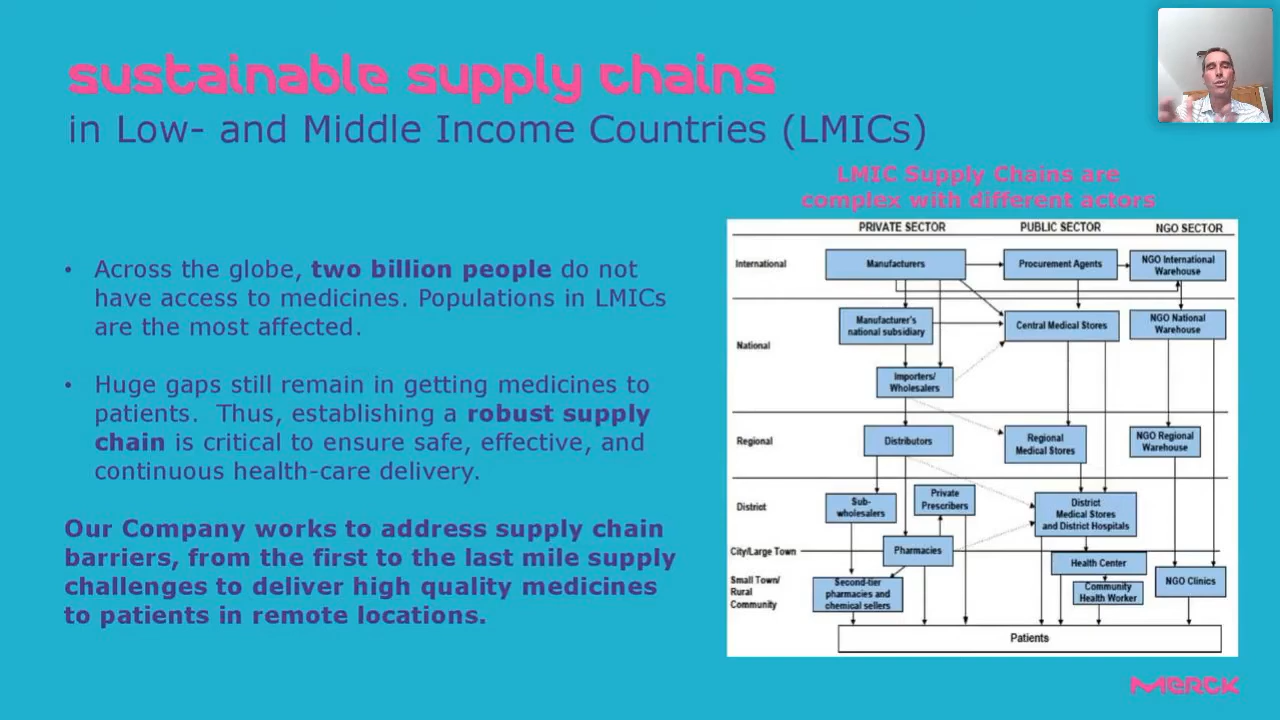 sustainable supply chains
in Low- and Middle Income Countries (LMICs)
• Across the globe, two billion people do not
have access to medicines. Populations in LMICs
are the most affected.
• Huge gaps still remain in getting medicines to
patients. Thus, establishing a robust supply
chain is critical to ensure safe, effective, and
continuous health-care delivery.
Our Company works to address supply chain
barriers, from the first to the last mile supply
challenges to deliver high quality medicines
to patients in remote locations.
LMIC Supply Chains are
complex with different actors
PRIVATE SECTOR PUBLIC SECTOR NGO SECTOR
International
Manufacturers
Procurement Agents
NGO International
Warehouse
National
Manufacturer's
national subsidiary
Central Medical Stores
NGO National
Warehouse
Importers/
Wholesalers
Regional
Distributors
Regional
Medical Stores
NGO Regional
Warehouse
District
Sub-
wholesalers
Private
Prescribers
District
Medical Stores
and District Hospitals
City/Large Town
Pharmacies
Health Center
Small Town/
Rural
Community
Second-tier
pharmacies and
chemical sellers
Community
Health Worker
NGO Clinics
Patients
MERCK